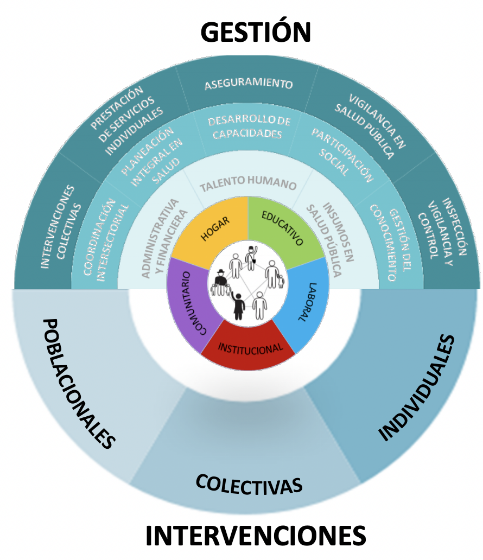 GESTIÓN
INTERVENCIONES
COLECTIVAS
PRESTACIÓN
DE SERVICIOS
INDIVIDUALES
ASEGURAMIENTO
VIGILANCIA EN
SALUD PÚBLICA
INSPECCIÓN
VIGILANCIA Y
CONTROL
COORDINACIÓN
INTERSECTORIAL
PLANEACIÓN
INTEGRAL EN
SALUD
DESARROLLO DE
CAPACIDADES
PARTICIPACIÓN
SOCIAL
GESTIÓN DEL
CONOCIMIENTO
ADMINISTRATIVA
Y FINANCIERA
TALENTO HUMANO
INSUMOS EN
SALUD PÚBLICA
HOGAR
EDUCATIVO
COMUNITARIO
LABORAL
INSTITUCIONAL
POBLACIONALES
COLECTIVAS
INDIVIDUALES
INTERVENCIONES